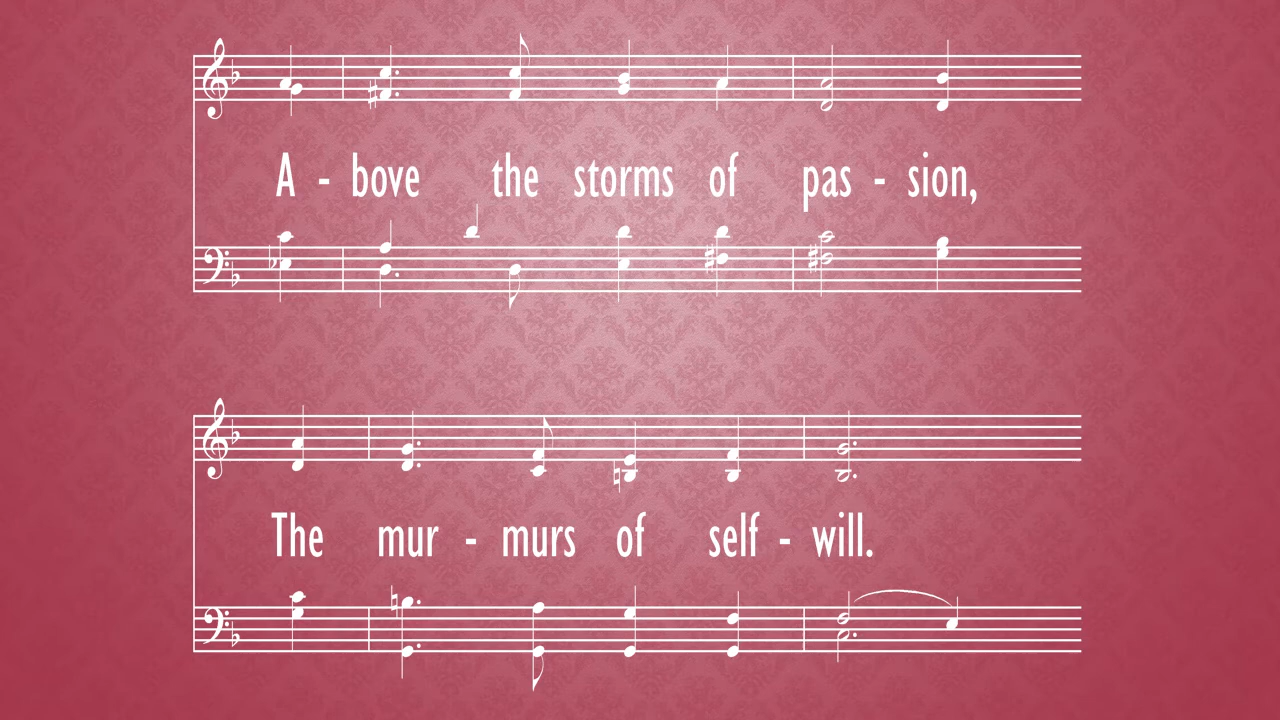 A - bove the storms of pas - sion,
The mur - murs of self - will.